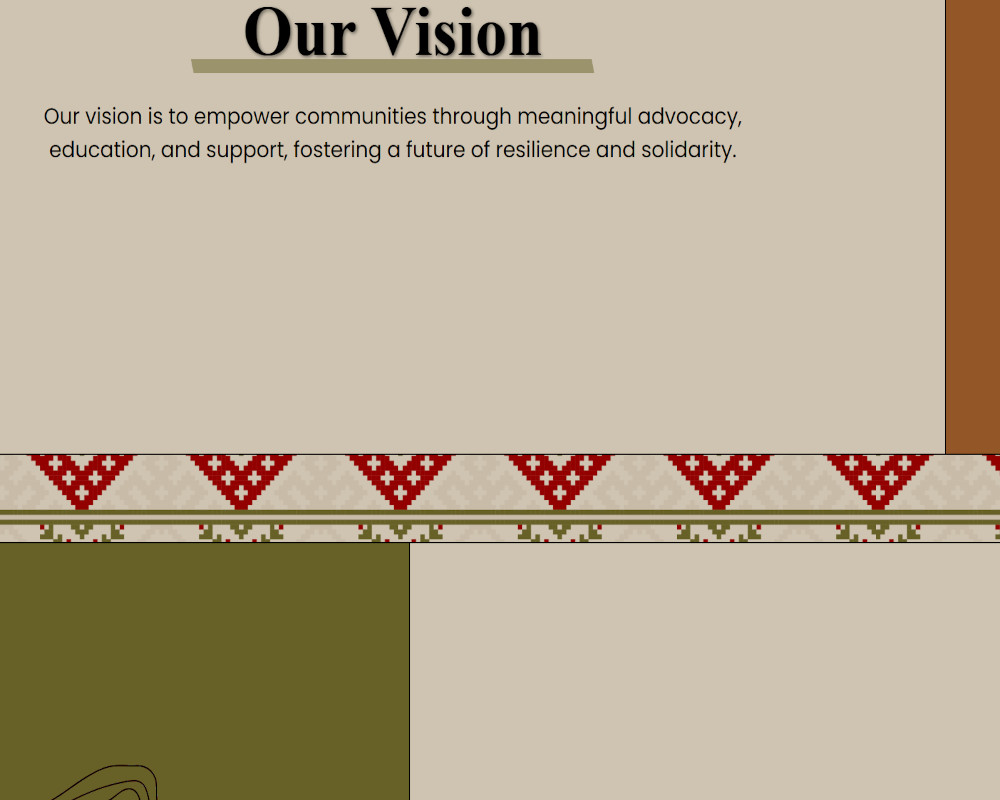 Our Vision
Our vision is to empower communities through meaningful advocacy,
education, and support, fostering a future of resilience and solidarity.